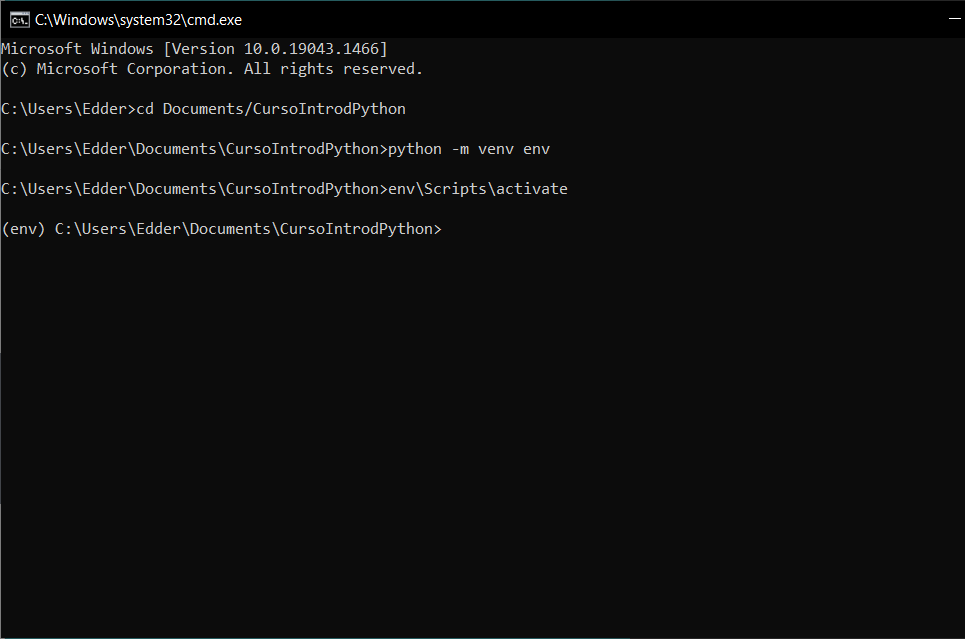 C:\Windows\system32\cmd.exe
Microsoft Windows [Version 10.0.19043.1466]
(c) Microsoft Corporation. All rights reserved.
C:\Users\Edder>cd Documents/CursoIntrodPython
C:\Users\Edder\Documents\CursoIntrodPython>python -m venv env
C:\Users\Edder\Documents\CursoIntrodPython>env\Scripts\activate
(env) C:\Users\Edder\Documents\CursoIntrodPython>